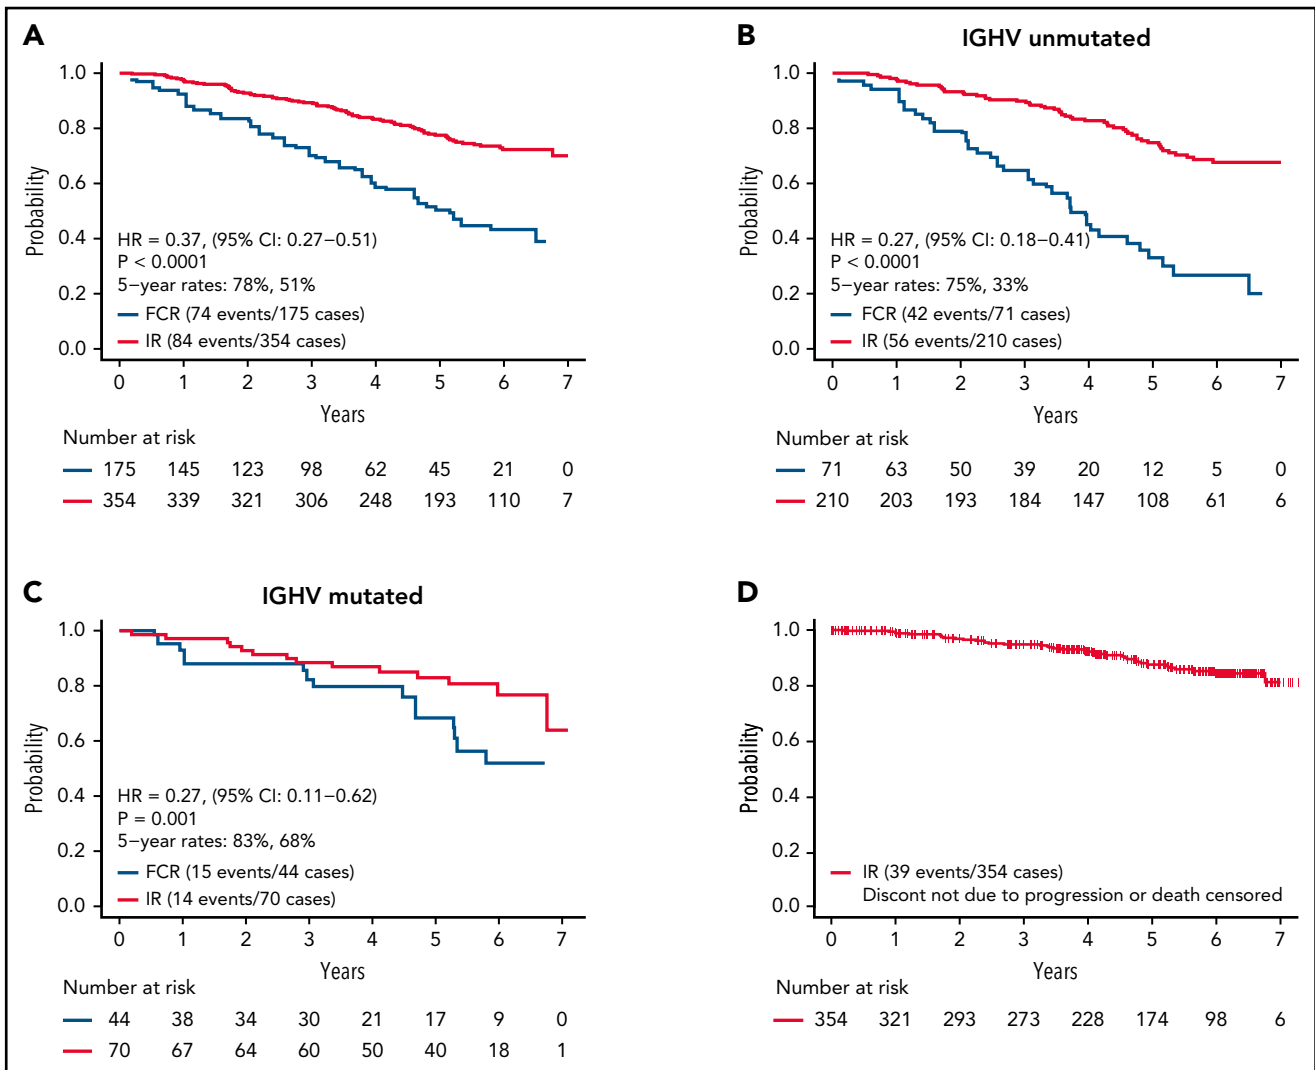 A
1.0
0.8
0.6
0.4
0.2
0.0
Probability
HR = 0.37, (95% CI: 0.27–0.51)
P < 0.0001
5–year rates: 78%, 51%
FCR (74 events/175 cases)
IR (84 events/354 cases)
0 1 2 3 4 5 6 7
Years
Number at risk
175 145 123 98 62 45 21 0
354 339 321 306 248 193 110 7
B
IGHV unmutated
1.0
0.8
0.6
0.4
0.2
0.0
Probability
HR = 0.27, (95% CI: 0.18–0.41)
P < 0.0001
5–year rates: 75%, 33%
FCR (42 events/71 cases)
IR (56 events/210 cases)
0 1 2 3 4 5 6 7
Years
Number at risk
71 63 50 39 20 12 5 0
210 203 193 184 147 108 61 6
C
IGHV mutated
1.0
0.8
0.6
0.4
0.2
0.0
Probability
HR = 0.27, (95% CI: 0.11–0.62)
P = 0.001
5–year rates: 83%, 68%
FCR (15 events/44 cases)
IR (14 events/70 cases)
0 1 2 3 4 5 6 7
Years
Number at risk
44 38 34 30 21 17 9 0
70 67 64 60 50 40 18 1
D
1.0
0.8
0.6
0.4
0.2
0.0
Probability
IR (39 events/354 cases)
Discont not due to progression or death censored
0 1 2 3 4 5 6 7
Years
Number at risk
354 321 293 273 228 174 98 6